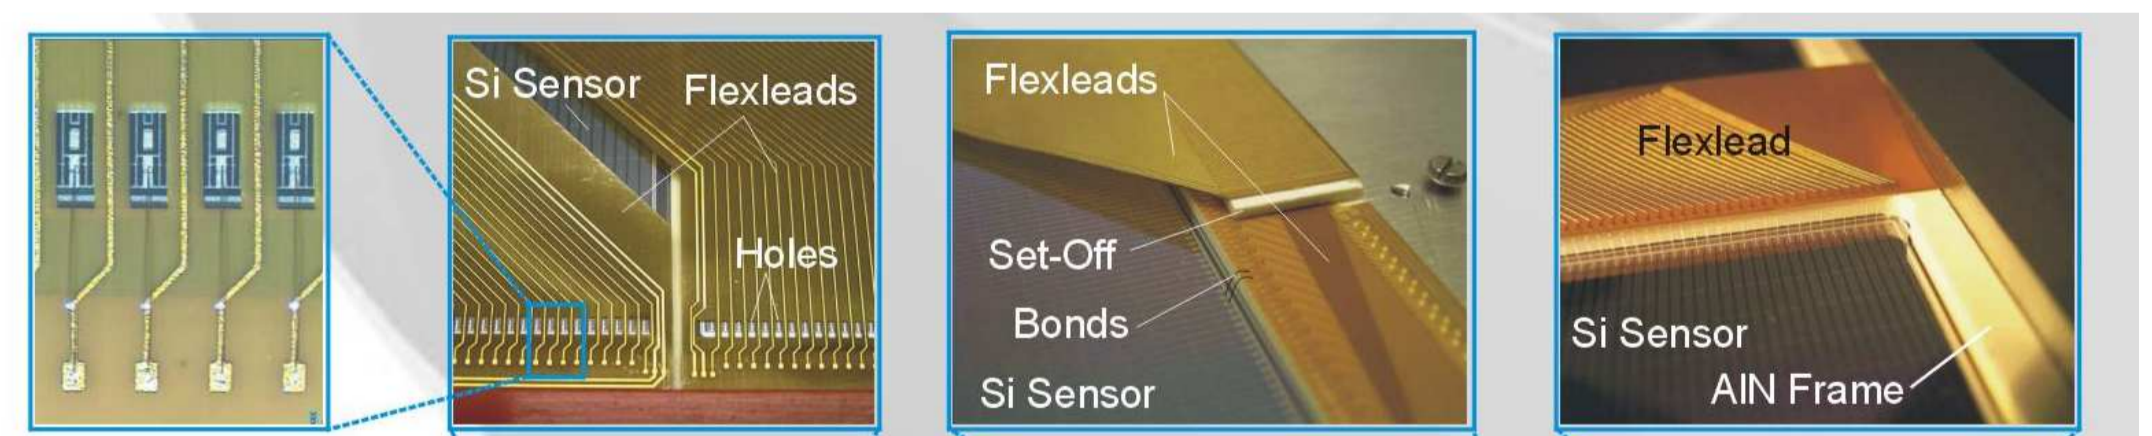 Si Sensor
Flexleads
Holes
Flexleads
Set-Off
Bonds
Si Sensor
Flexlead
Si Sensor
AlN Frame